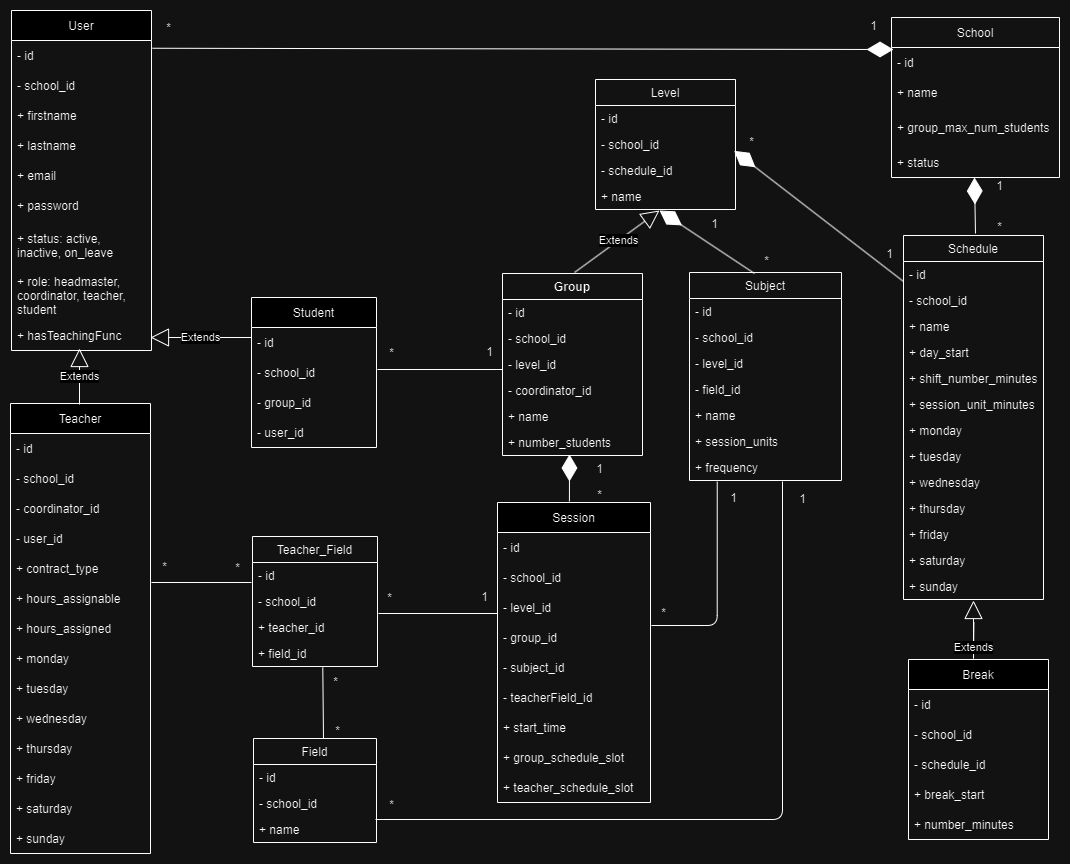 User
- id
- school_id
+ firstname
+ lastname
+ email
+ password
+ status: active,
inactive, on_leave
+ role: headmaster,
coordinator, teacher,
student
+ hasTeachingFunc
*
1
School
- id
+ name
+ group_max_num_students
+ status
1
*
Level
- id
- school_id
- schedule_id
+ name
*
1
Extends
1
*
Schedule
- id
- school_id
+ name
+ day_start
+ shift_number_minutes
+ session_unit_minutes
+ monday
+ tuesday
+ wednesday
+ thursday
+ friday
+ saturday
+ sunday
Extends
Break
- id
- school_id
- schedule_id
+ break_start
+ number_minutes
Group
- id
- school_id
- level_id
- coordinator_id
+ name
+ number_students
1
*
Subject
- id
- school_id
- level_id
- field_id
+ name
+ session_units
+ frequency
1
1
*
Extends
Student
- id
- school_id
- group_id
- user_id
*
1
Extends
Teacher
- id
- school_id
- coordinator_id
- user_id
+ contract_type
+ hours_assignable
+ hours_assigned
+ monday
+ tuesday
+ wednesday
+ thursday
+ friday
+ saturday
+ sunday
*
*
Teacher_Field
- id
- school_id
+ teacher_id
+ field_id
*
1
*
*
Session
- id
- school_id
- level_id
- group_id
- subject_id
- teacherField_id
+ start_time
+ group_schedule_slot
+ teacher_schedule_slot
Field
- id
- school_id
+ name
*